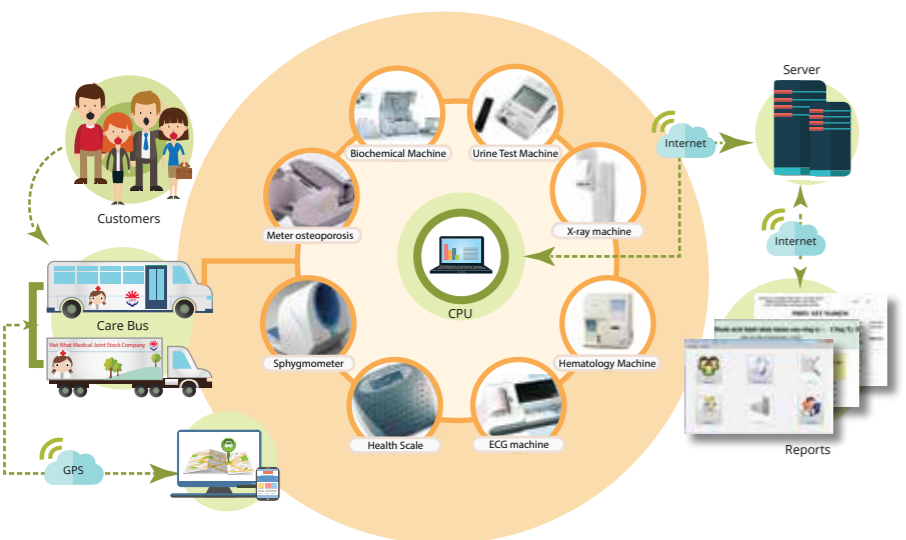 Server
Biochemical Machine
Urine Test Machine
Internet
Customers
Meter osteoporosis
X-ray machine
Internet
CPU
Care Bus
Viet Nhat Medical Joint Stock Company
Sphygmometer
Hematology Machine
Health Scale
ECG machine
Reports
GPS